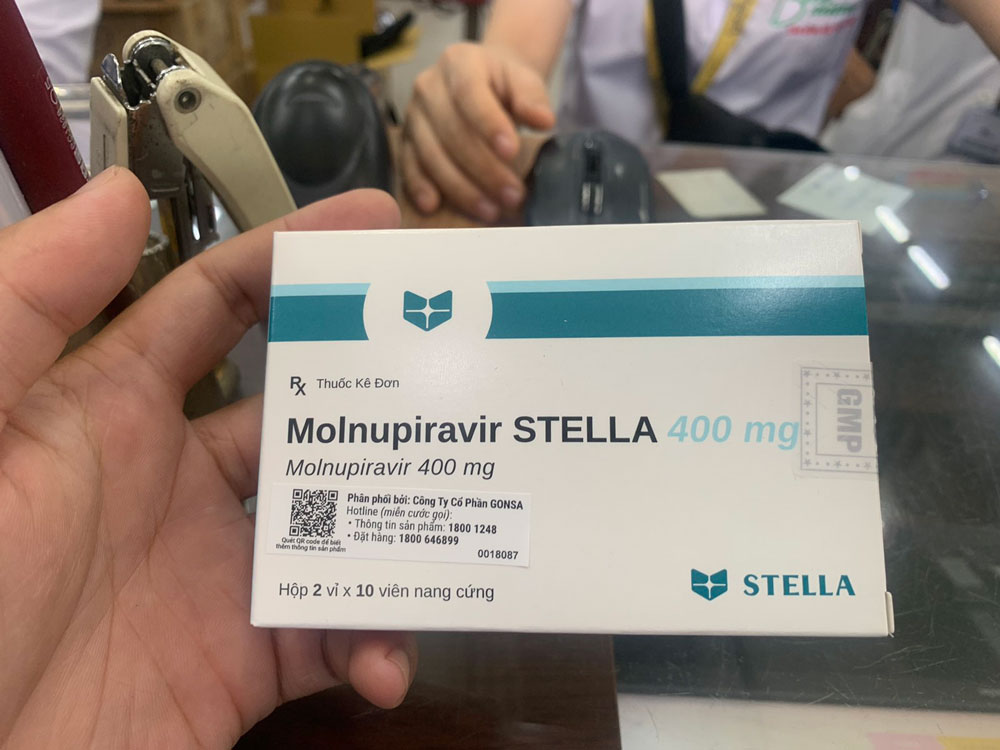 Rx Thuốc Kê Đơn
Molnupiravir STELLA 400 mg
Molnupiravir 400 mg
GMP
Phân phối bởi: Công Ty Cổ Phần GONSA
Hotline (miễn cước gọi):
• Thông tin sản phẩm: 1800 1248
• Đặt hàng: 1800 646899
Quét QR code để biết
thêm thông tin sản phẩm
0018087
Hộp 2 vỉ x 10 viên nang cứng
STELLA